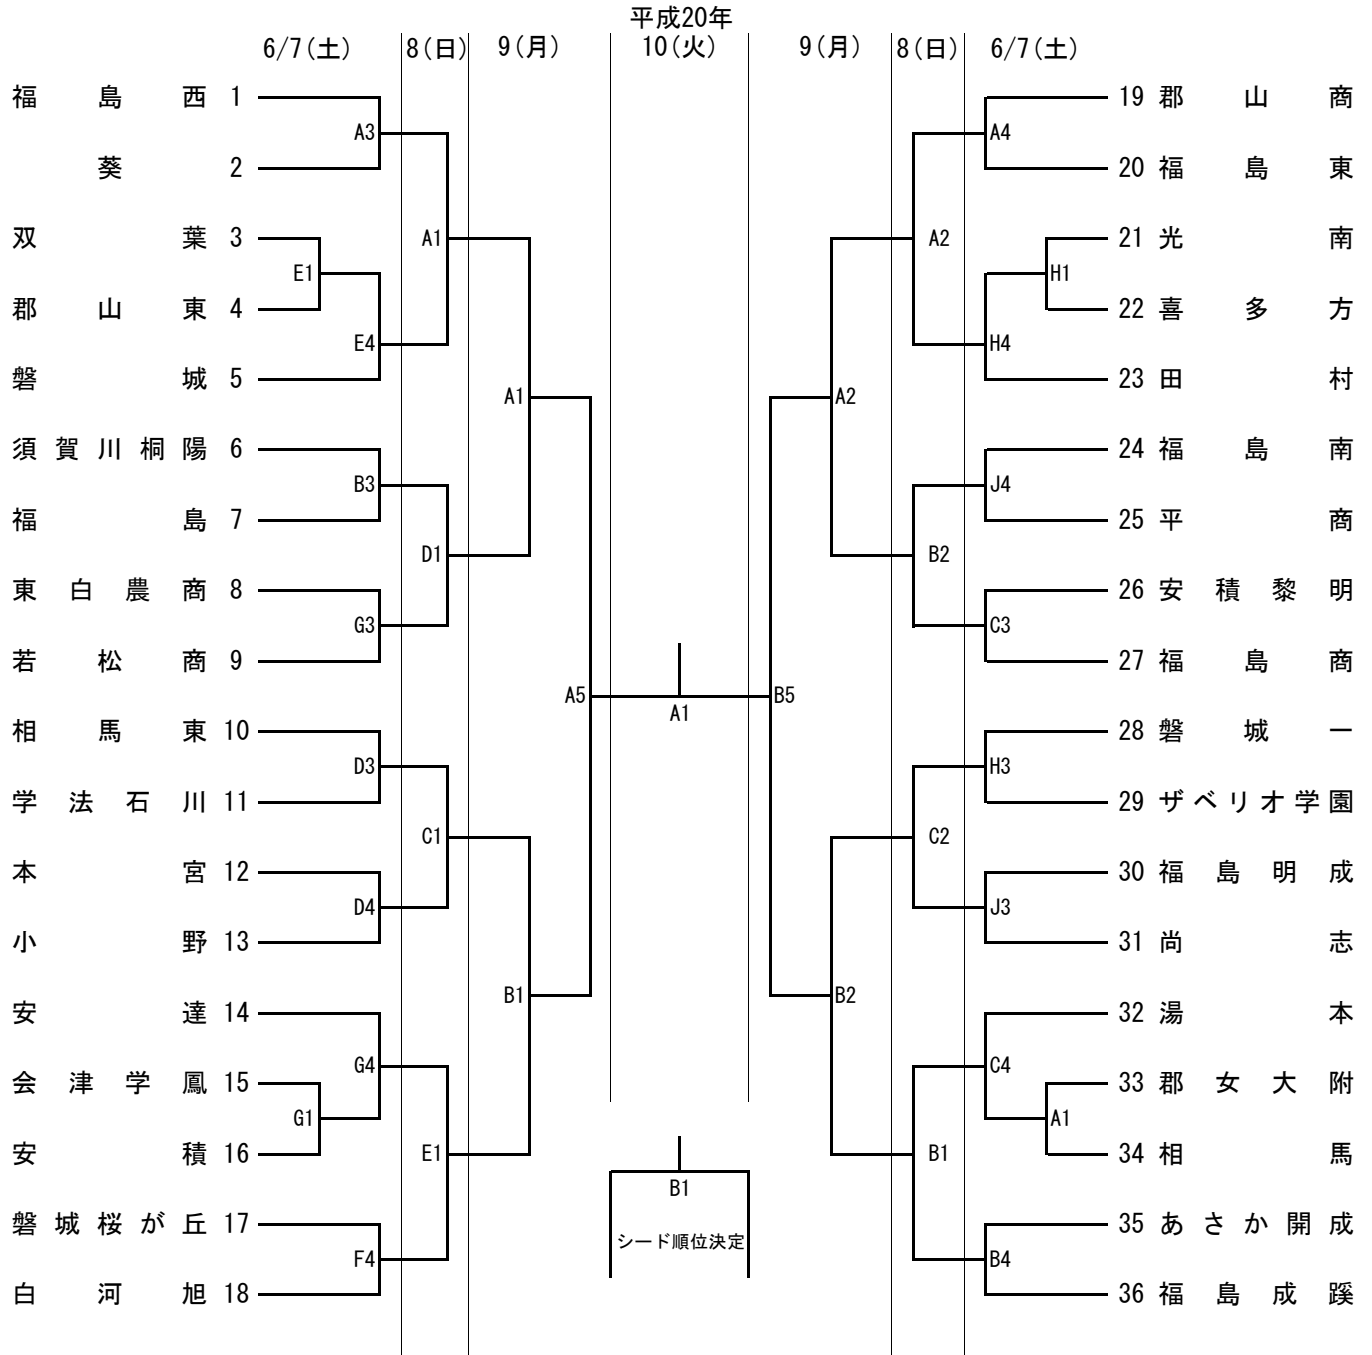 平成20年
6/7(土) 8(日) 9(月) 10(火) 9(月) 8(日) 6/7(土)
福島西 1 19 郡山商
A3 A4
葵 2 20 福島東
双葉 3 A1 A2 21 光南
E1 H1
郡山東 4 22 喜多方
E4 H4
磐城 5 23 田村
A1 A2
須賀川桐陽 6 24 福島南
B3 J4
福島 7 25 平商
D1 B2
東白農商 8 26 安積黎明
G3 C3
若松商 9 27 福島商
A5 B5
A1
相馬東 10 28 磐城一
D3 H3
学法石川 11 29 ザベリオ学園
C1 C2
本宮 12 30 福島明成
D4 J3
小野 13 31 尚志
B1 B2
安達 14 32 湯本
G4 C4
会津学鳳 15 33 郡女大附
G1 A1
安積 16 E1 B1 34 相馬
B1
磐城桜が丘 17 35 あさか開成
シード順位決定
F4 B4
白河旭 18 36 福島成蹊